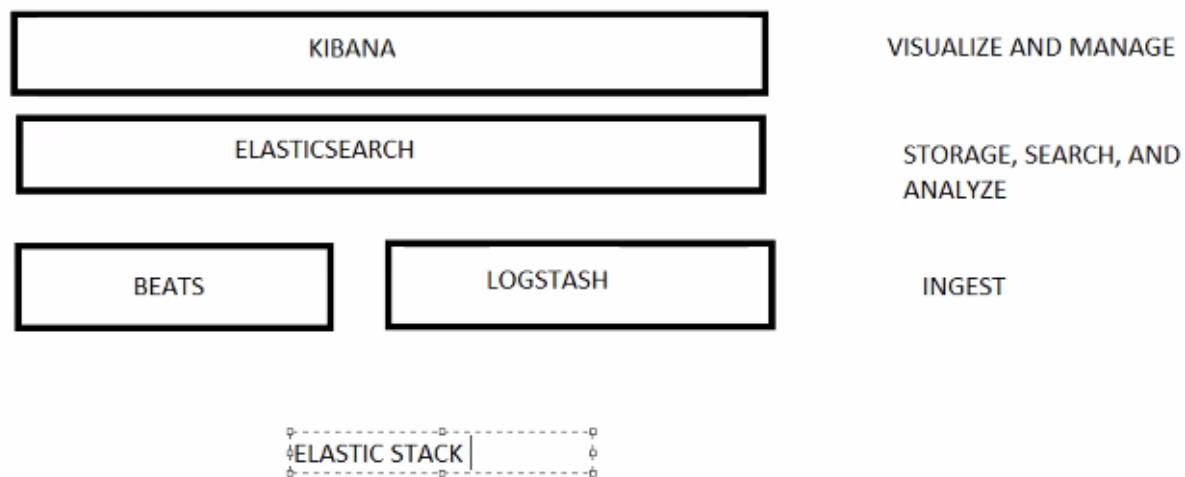 KIBANA
VISUALIZE AND MANAGE
ELASTICSEARCH
STORAGE, SEARCH, AND
ANALYZE
BEATS
LOGSTASH
INGEST
ELASTIC STACK